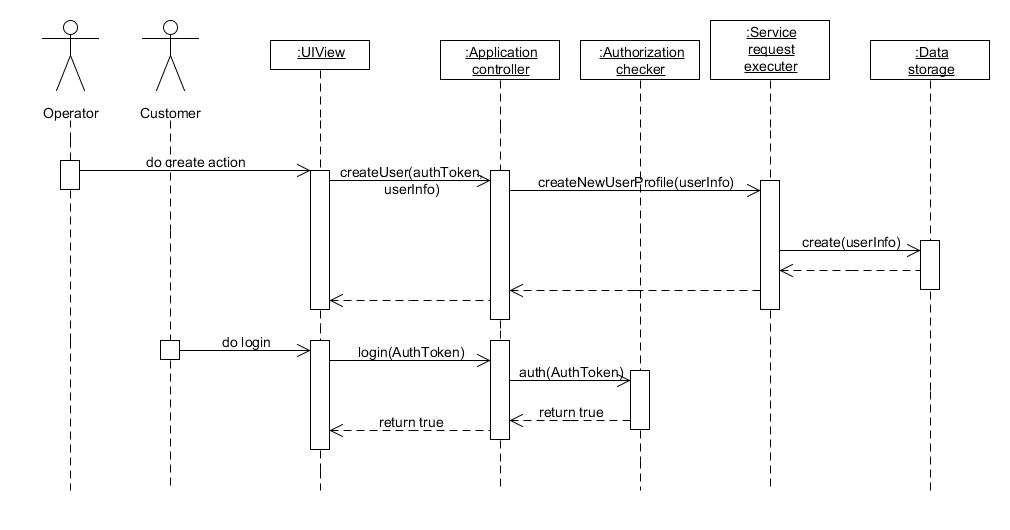 Operator
Customer
:UIView
:Application
controller
:Authorization
checker
:Service
request
executer
:Data
storage
do create action
createUser(authToken,
userInfo)
createNewUserProfile(userInfo)
create(userInfo)
do login
login(AuthToken)
auth(AuthToken)
return true
return true